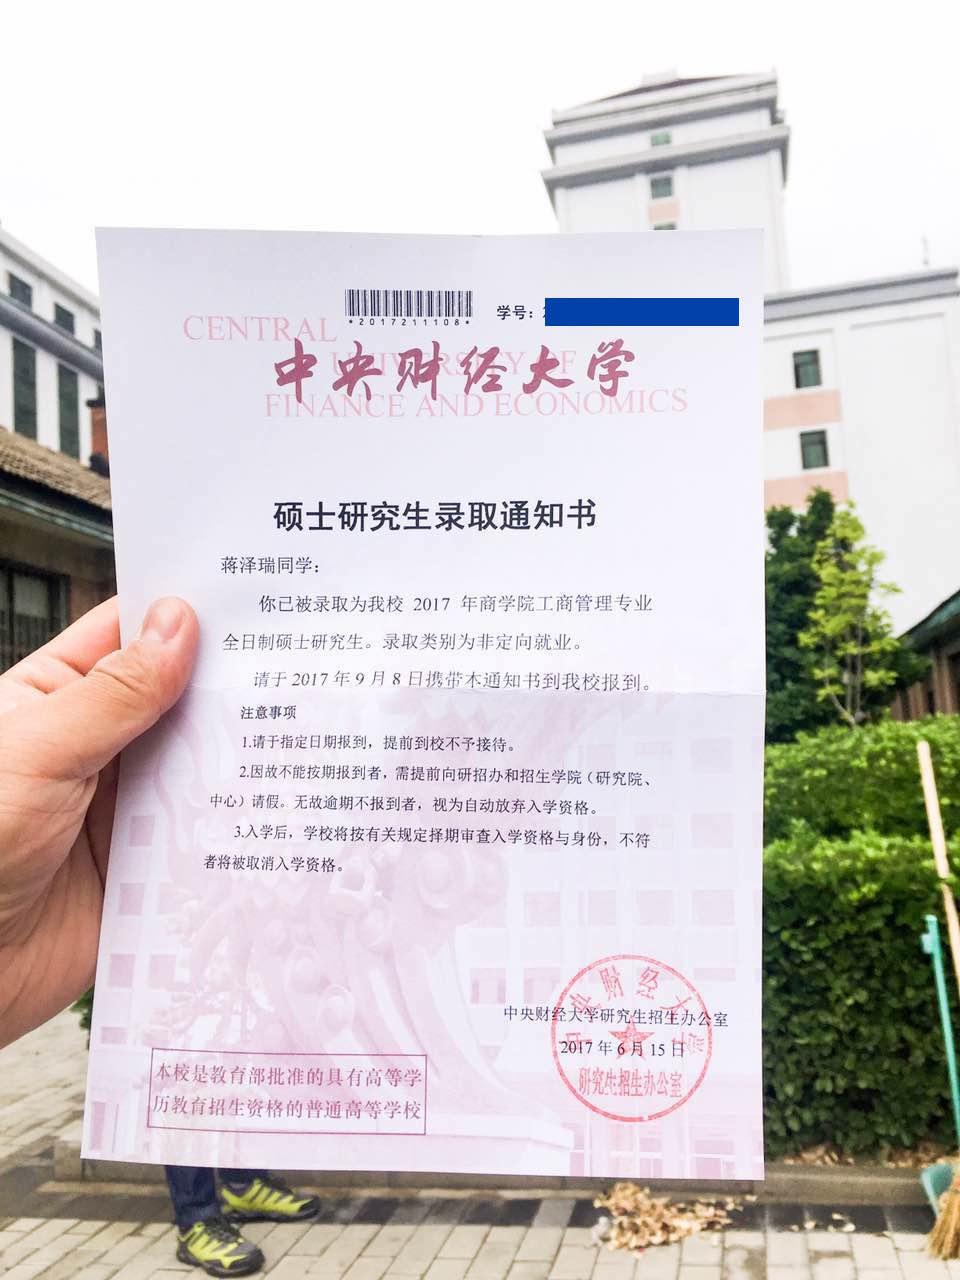 *2017211108*
学号：
CENTRAL
UNIVERSITY OF
中央财经大学
FINANCE AND ECONOMICS
硕士研究生录取通知书
蒋泽瑞同学：
你已被录取为我校 2017 年商学院工商管理专业
全日制硕士研究生。录取类别为非定向就业。
请于 2017 年 9 月 8 日携带本通知书到我校报到。
注意事项
1.请于指定日期报到，提前到校不予接待。
2.因故不能按期报到者，需提前向研招办和招生学院（研究院、
中心）请假。无故逾期不报到者，视为自动放弃入学资格。
3.入学后，学校将按有关规定择期审查入学资格与身份，不符
者将被取消入学资格。
中央财经大学
中央财经大学研究生招生办公室
2017 年 6 月 15 日
研究生招生办公室
本校是教育部批准的具有高等学
历教育招生资格的普通高等学校